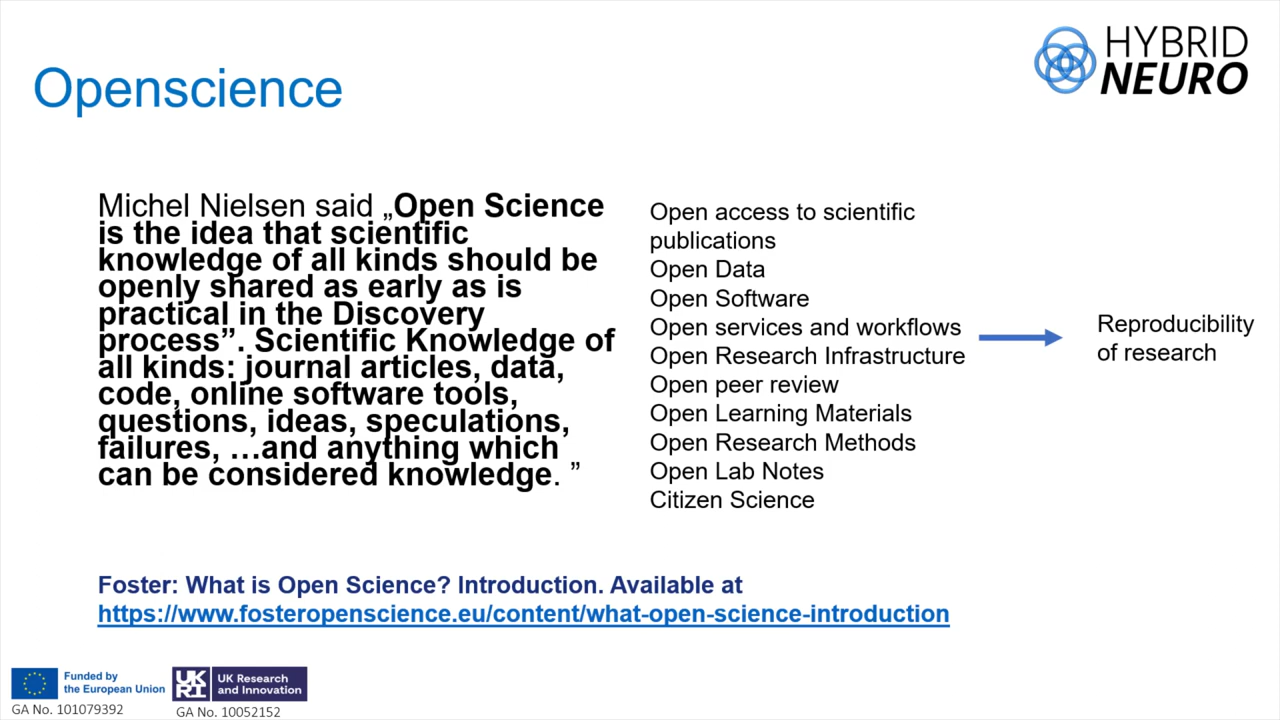 HYBRID
NEURO
Openscience
Michel Nielsen said „Open Science
is the idea that scientific
knowledge of all kinds should be
openly shared as early as is
practical in the Discovery
process”. Scientific Knowledge of
all kinds: journal articles, data,
code, online software tools,
questions, ideas, speculations,
failures, …and anything which
can be considered knowledge. ”
Open access to scientific
publications
Open Data
Open Software
Open services and workflows
Open Research Infrastructure
Open peer review
Open Learning Materials
Open Research Methods
Open Lab Notes
Citizen Science
Reproducibility
of research
Foster: What is Open Science? Introduction. Available at
https://www.fosteropenscience.eu/content/what-open-science-introduction
Funded by
the European Union
GA No. 101079392
UK
RI
UK Research
and Innovation
GA No. 10052152